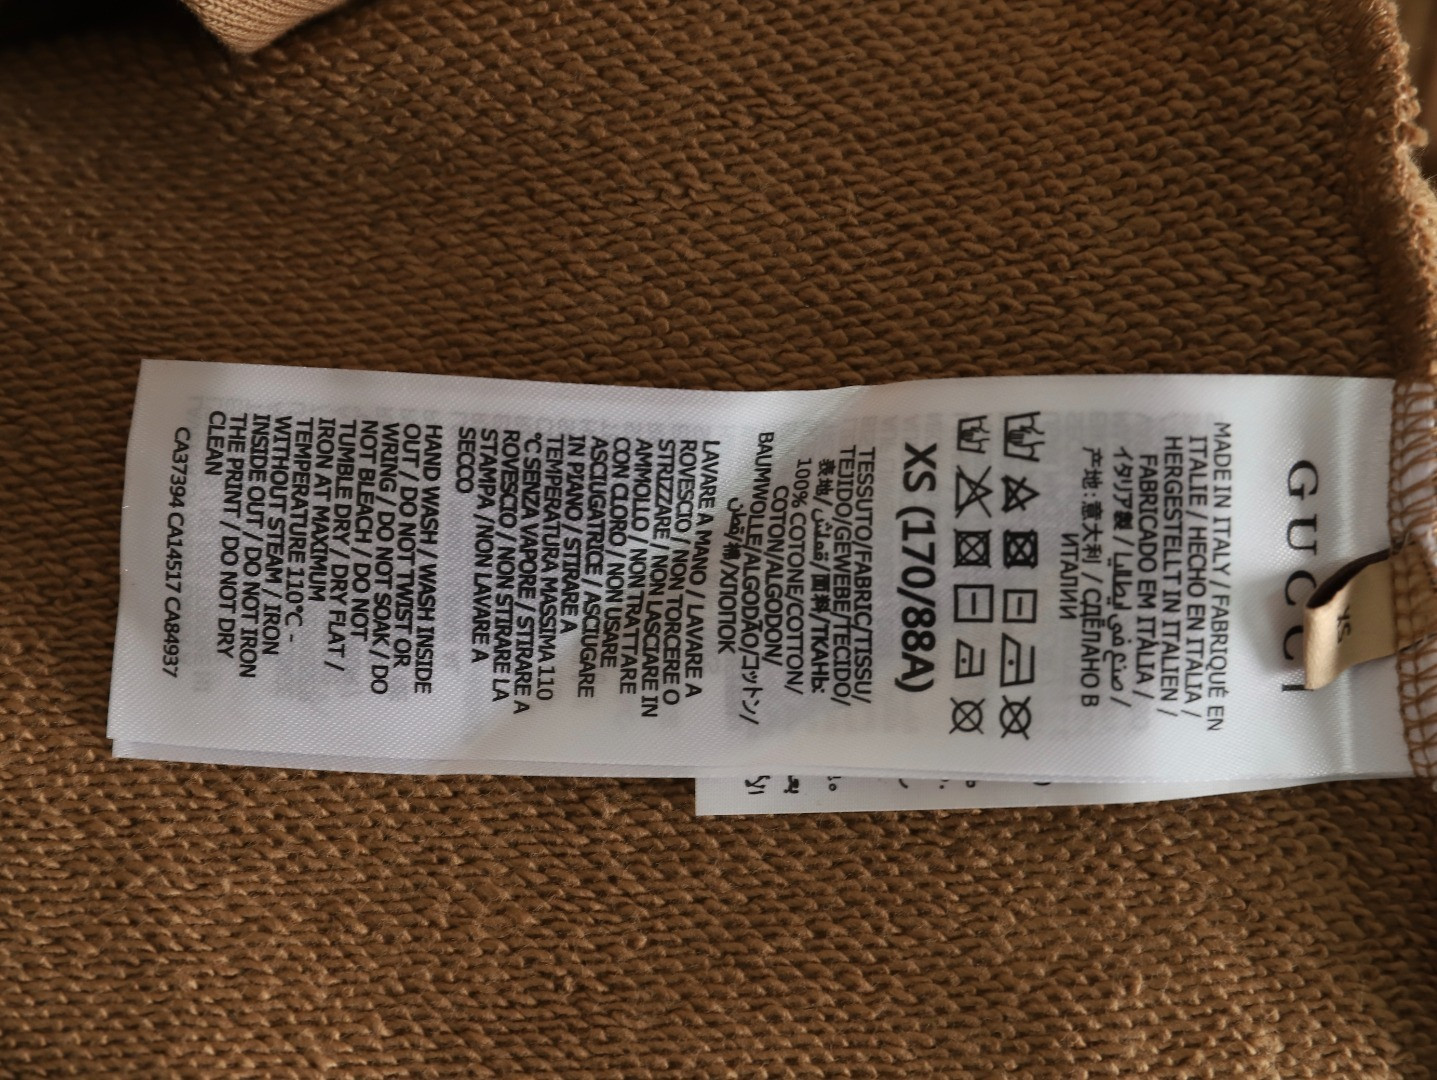 GUCCI
XS
MADE IN ITALY / FABRIQUÉ EN
ITALIE / HECHO EN ITALIA /
HERGESTELLT IN ITALIEN /
FABRICADO EM ITÁLIA /
イタリア製 / صنع في إيطاليا /
产地: 意大利 / СДЕЛАНО В
ИТАЛИИ
XS (170/88A)
TESSUTO/FABRIC/TISSU/
TEJIDO/GEWEBE/TECIDO/
表地/قماش/面料/ТКАНЬ:
100% COTONE/COTTON/
COTON/ALGODON/
BAUMWOLLE/ALGODÃO/コットン/
قطن/棉/ХЛОПОК
LAVARE A MANO / LAVARE A
ROVESCIO / NON TORCERE O
STRIZZARE / NON LASCIARE IN
AMMOLLO / NON TRATTARE
CON CLORO / NON USARE
ASCIUGATRICE / ASCIUGARE
IN PIANO / STIRARE A
TEMPERATURA MASSIMA 110
°C SENZA VAPORE / STIRARE A
ROVESCIO / NON STIRARE LA
STAMPA /NON LAVARE A
SECCO
HAND WASH / WASH INSIDE
OUT / DO NOT TWIST OR
WRING / DO NOT SOAK / DO
NOT BLEACH / DO NOT
TUMBLE DRY / DRY FLAT /
IRON AT MAXIMUM
TEMPERATURE 110°C -
WITHOUT STEAM / IRON
INSIDE OUT / DO NOT IRON
THE PRINT / DO NOT DRY
CLEAN
CA37394 CA14517 CA84937